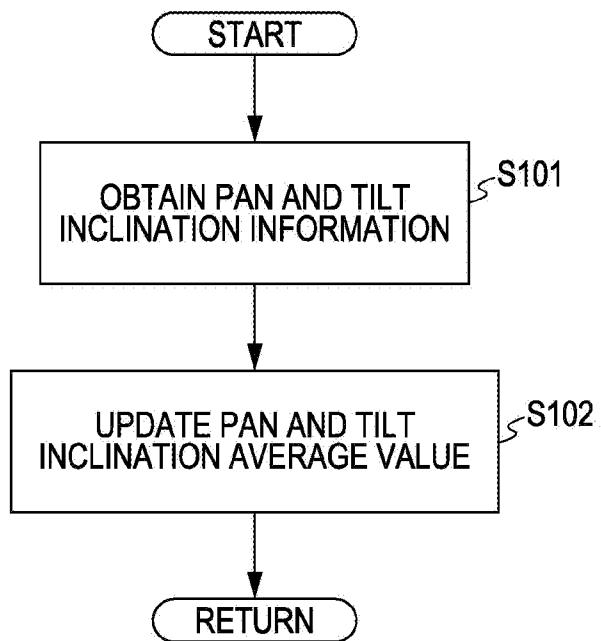 START
OBTAIN PAN AND TILT
INCLINATION INFORMATION
S101
UPDATE PAN AND TILT
INCLINATION AVERAGE VALUE
S102
RETURN